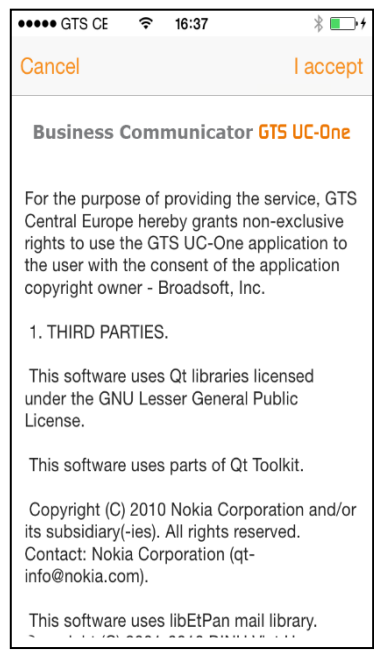 GTS CE 16:37
Cancel I accept
Business Communicator GTS UC-One
For the purpose of providing the service, GTS
Central Europe hereby grants non-exclusive
rights to use the GTS UC-One application to
the user with the consent of the application
copyright owner - Broadsoft, Inc.
1. THIRD PARTIES.
This software uses Qt libraries licensed
under the GNU Lesser General Public
License.
This software uses parts of Qt Toolkit.
Copyright (C) 2010 Nokia Corporation and/or
its subsidiary(-ies). All rights reserved.
Contact: Nokia Corporation (qt-
info@nokia.com).
This software uses libEtPan mail library.